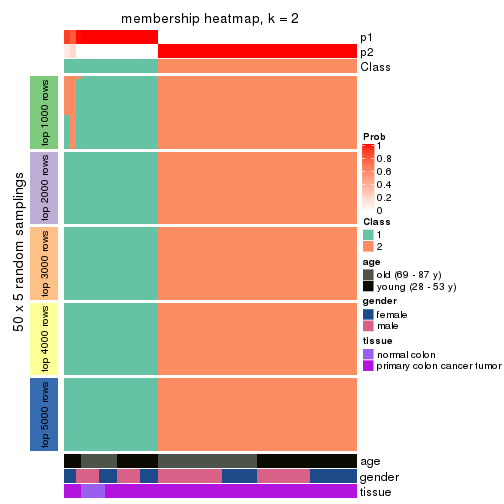 membership heatmap, k = 2
p1
p2
Class
50 x 5 random samplings
top 1000 rows
top 2000 rows
top 3000 rows
top 4000 rows
top 5000 rows
Prob
1
0.8
0.6
0.4
0.2
0
Class
1
2
age
old (69 - 87 y)
young (28 - 53 y)
gender
female
male
tissue
normal colon
primary colon cancer tumor
age
gender
tissue